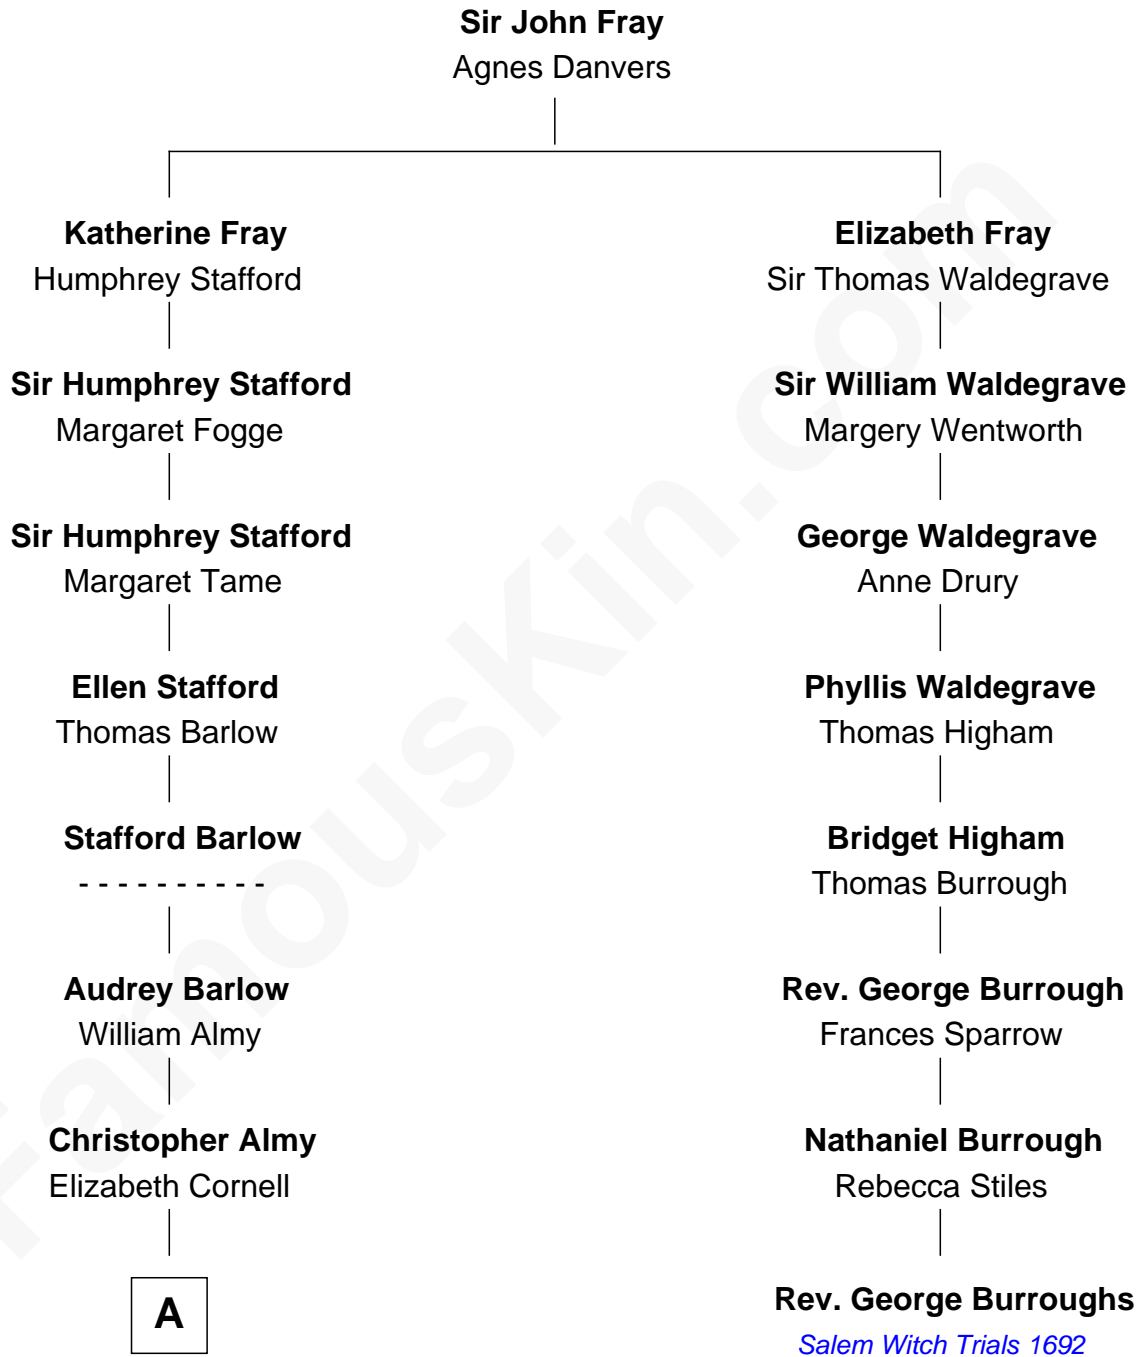 Sir John Fray
Agnes Danvers
Katherine Fray
Humphrey Stafford
Elizabeth Fray
Sir Thomas Waldegrave
Sir Humphrey Stafford
Margaret Fogge
Sir William Waldegrave
Margery Wentworth
Sir Humphrey Stafford
Margaret Tame
George Waldegrave
Anne Drury
Ellen Stafford
Thomas Barlow
Phyllis Waldegrave
Thomas Higham
Stafford Barlow
- - - - - - - - - -
Bridget Higham
Thomas Burrough
Audrey Barlow
William Almy
Rev. George Burrough
Frances Sparrow
Christopher Almy
Elizabeth Cornell
Nathaniel Burrough
Rebecca Stiles
A
Rev. George Burroughs
Salem Witch Trials 1692
FamousKin.com